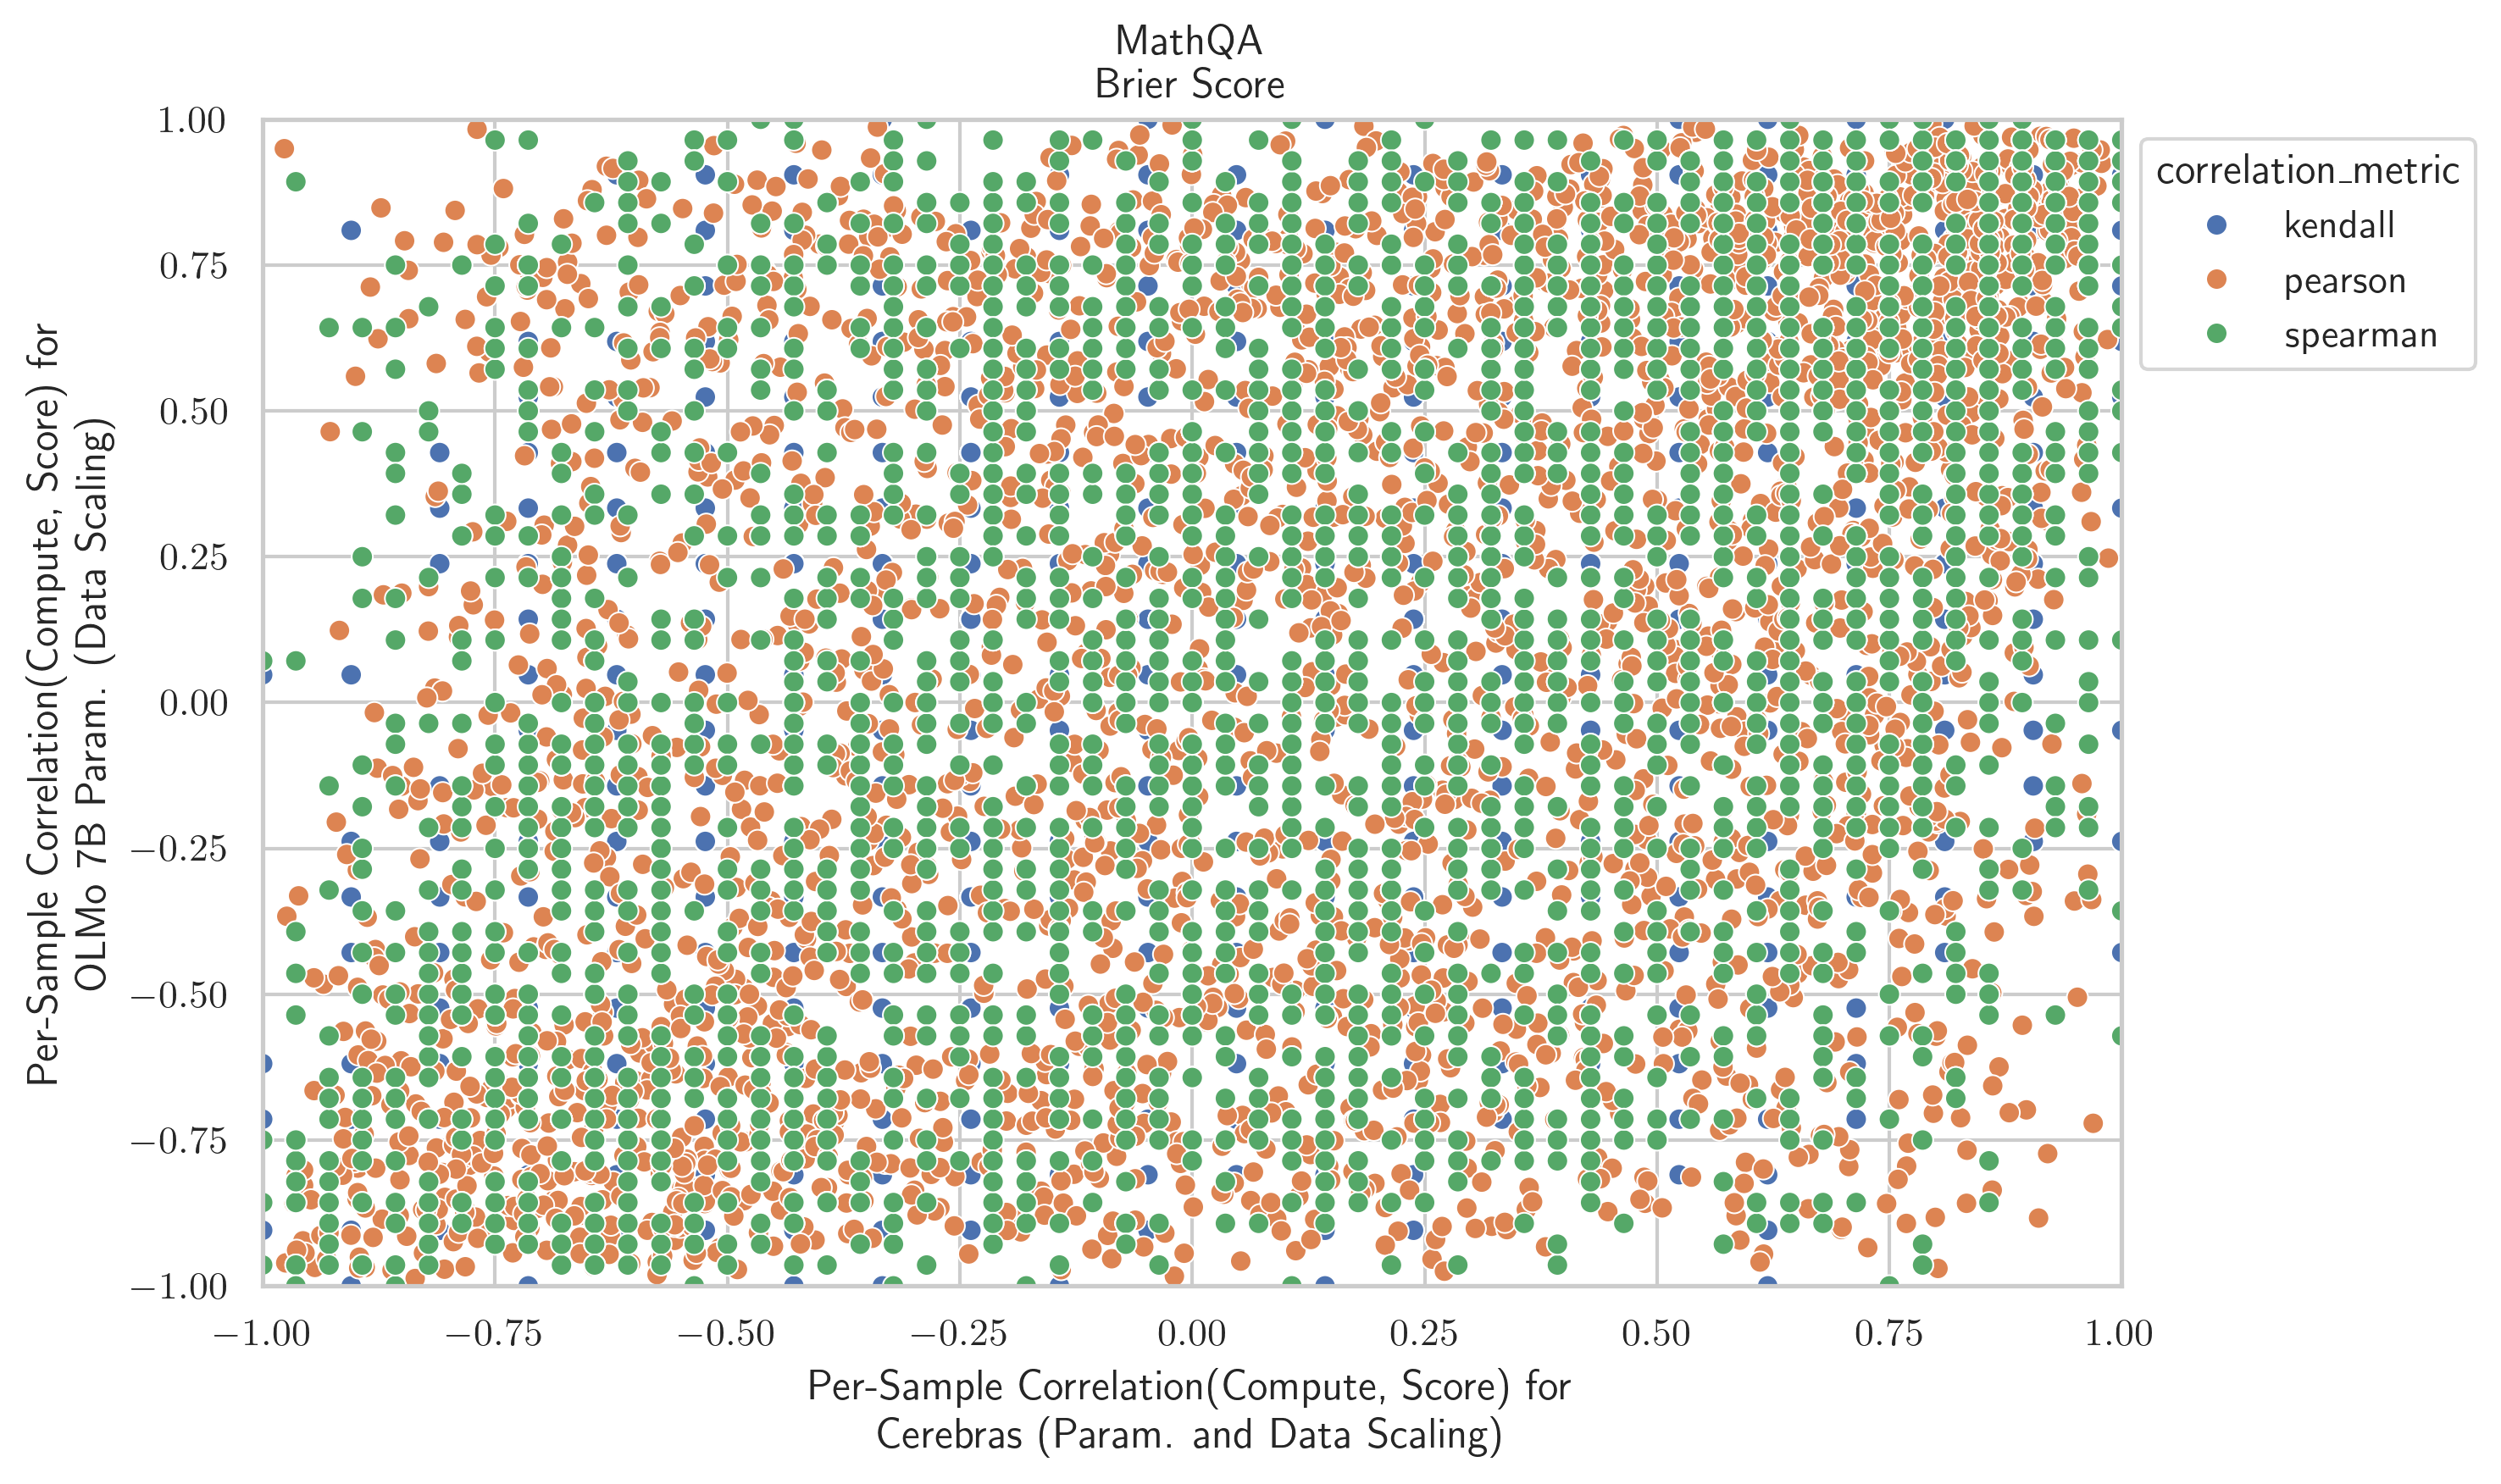 MathQA
Brier Score
Per-Sample Correlation(Compute, Score) for
OLMo 7B Param. (Data Scaling)
1.00
0.75
0.50
0.25
0.00
−0.25
−0.50
−0.75
−1.00
−1.00
−0.75
−0.50
−0.25
0.00
0.25
0.50
0.75
1.00
Per-Sample Correlation(Compute, Score) for
Cerebras (Param. and Data Scaling)
correlation_metric
kendall
pearson
spearman